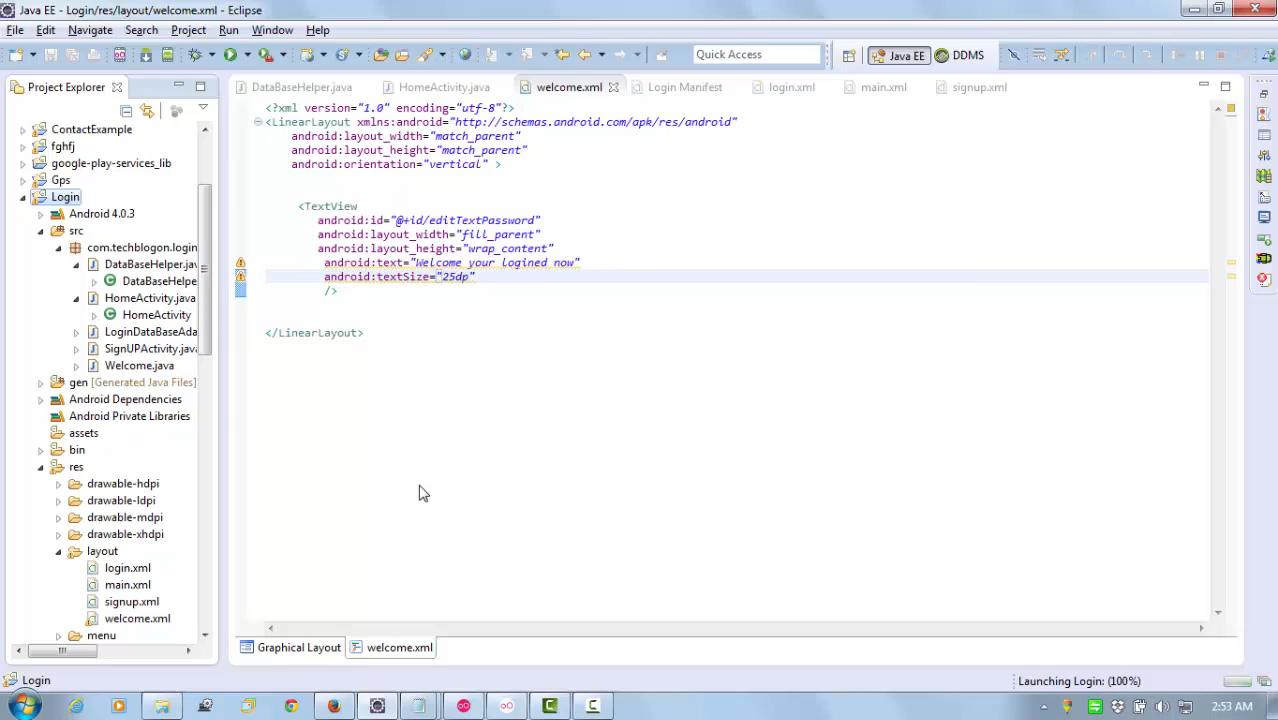 Java EE - Login/res/layout/welcome.xml - Eclipse
File Edit Navigate Search Project Run Window Help
Quick Access
Java EE
DDMS
Project Explorer
ContactExample
fghfj
google-play-services_lib
Gps
Login
Android 4.0.3
src
com.techblogon.login
DataBaseHelper.jav
DataBaseHelpe
HomeActivity.java
HomeActivity
LoginDataBaseAda
SignUPActivity.java
Welcome.java
gen [Generated Java Files]
Android Dependencies
Android Private Libraries
assets
bin
res
drawable-hdpi
drawable-ldpi
drawable-mdpi
drawable-xhdpi
layout
login.xml
main.xml
signup.xml
welcome.xml
menu
DataBaseHelper.java HomeActivity.java welcome.xml Login Manifest login.xml main.xml signup.xml
<?xml version="1.0" encoding="utf-8"?>
<LinearLayout xmlns:android="http://schemas.android.com/apk/res/android"
android:layout_width="match_parent"
android:layout_height="match_parent"
android:orientation="vertical" >
<TextView
android:id="@+id/editTextPassword"
android:layout_width="fill_parent"
android:layout_height="wrap_content"
android:text="Welcome your logined now"
android:textSize="25dp"
/>
</LinearLayout>
Graphical Layout welcome.xml
Login
Launching Login: (100%)
2:53 AM